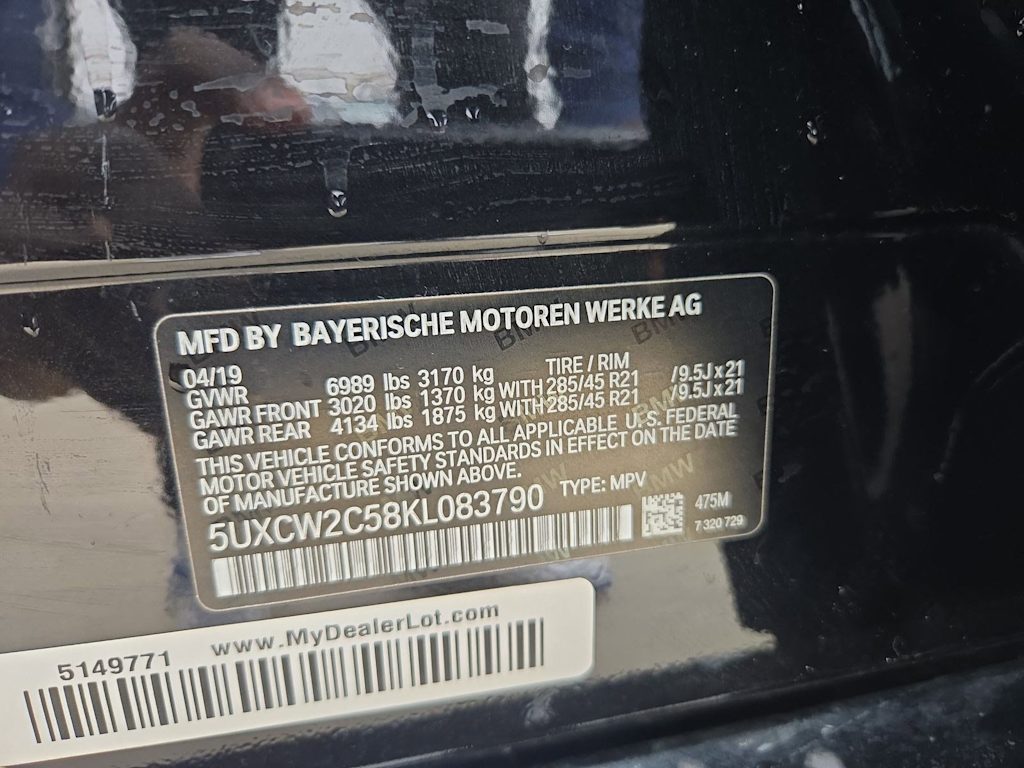 MFD BY BAYERISCHE MOTOREN WERKE AG
04/19 TIRE / RIM
GVWR 6989 lbs 3170 kg
GAWR FRONT 3020 lbs 1370 kg WITH 285/45 R21 /9.5J x 21
GAWR REAR 4134 lbs 1875 kg WITH 285/45 R21 /9.5J x 21
THIS VEHICLE CONFORMS TO ALL APPLICABLE U.S. FEDERAL
MOTOR VEHICLE SAFETY STANDARDS IN EFFECT ON THE DATE
OF MANUFACTURE SHOWN ABOVE.
5UXCW2C58KL083790 TYPE: MPV
475M
7 320 729
5149771 www.MyDealerLot.com